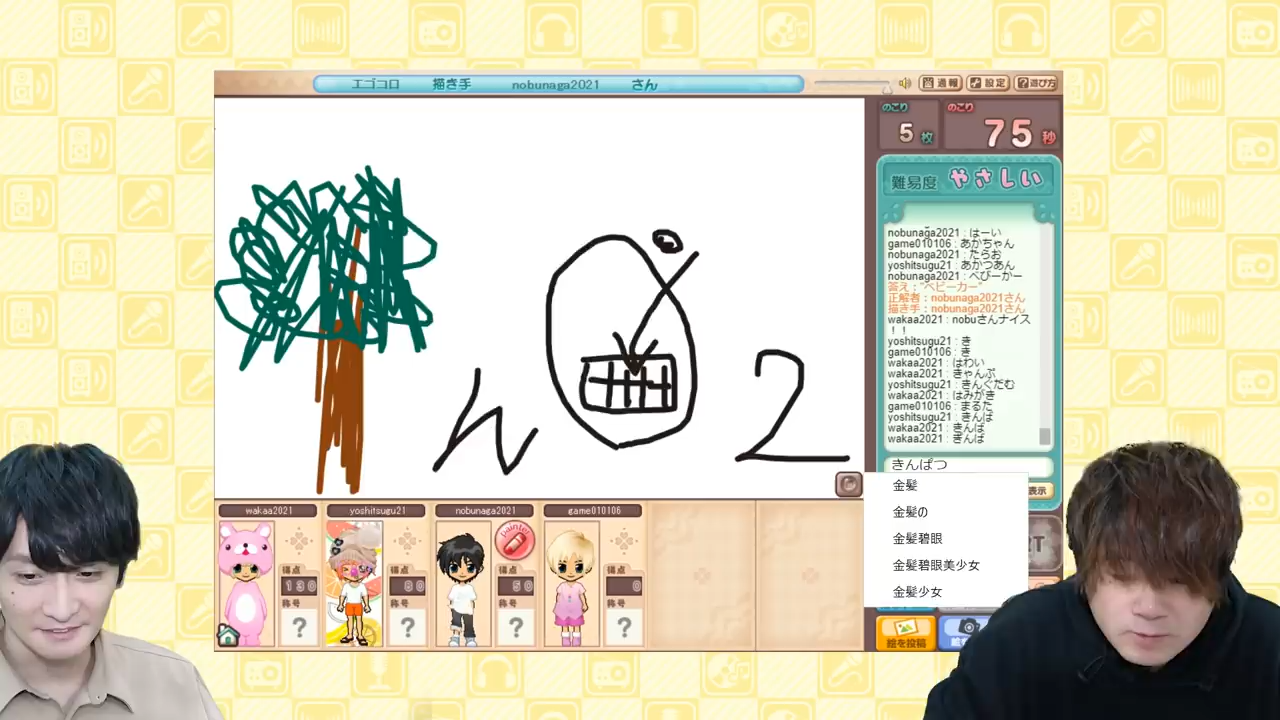 エゴコロ 描き手 nobunaga2021 さん
通報 設定 ?遊び方
のこり 5枚
のこり 75秒
難易度 やさしい
nobunaga2021 : はーい
game010106 : あかちゃん
nobunaga2021 : たらお
yoshitsugu21 : あかつあん
nobunaga2021 : べびーかー
答え："ベビーカー"
正解者：nobunaga2021さん
描き手：nobunaga2021さん
wakaa2021 : nobuさんナイス
！！
yoshitsugu21 : き
game010106 : き
wakaa2021 : はわい
wakaa2021 : きゃんぷ
yoshitsugu21 : きんぐだむ
wakaa2021 : はみがき
game010106 : まるた
yoshitsugu21 : きんぱ
wakaa2021 : きんぱ
wakaa2021 : ぎんぱ
きんぱつ
表示
金髪
金髪の
金髪碧眼
金髪碧眼美少女
金髪少女
ん 2
wakaa2021 yoshitsugu21 nobunaga2021 game010106
painter
得点 130 得点 80 得点 50 得点 0
称号 ? 称号 ? 称号 ? 称号 ?
絵を投稿